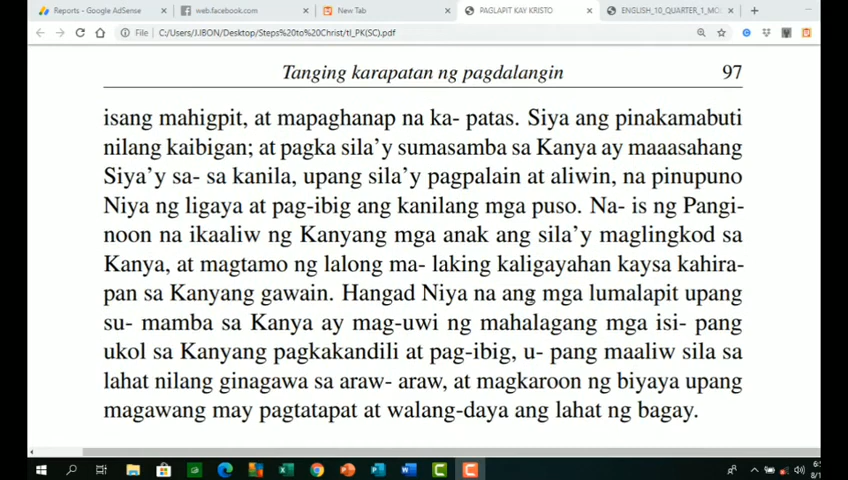 Reports - Google AdSense
web.facebook.com
New Tab
PAGLAPIT KAY KRISTO
ENGLISH_10_QUARTER_1_MO
File
C:/Users/J.IBON/Desktop/Steps%20to%20Christ/tl_PK(SC).pdf
Tanging karapatan ng pagdalangin 97
isang mahigpit, at mapaghanap na ka- patas. Siya ang pinakamabuti
nilang kaibigan; at pagka sila’y sumasamba sa Kanya ay maaasahang
Siya’y sa- sa kanila, upang sila’y pagpalain at aliwin, na pinupuno
Niya ng ligaya at pag-ibig ang kanilang mga puso. Na- is ng Pangi-
noon na ikaaliw ng Kanyang mga anak ang sila’y maglingkod sa
Kanya, at magtamo ng lalong ma- laking kaligayahan kaysa kahira-
pan sa Kanyang gawain. Hangad Niya na ang mga lumalapit upang
su- mamba sa Kanya ay mag-uwi ng mahalagang mga isi- pang
ukol sa Kanyang pagkakandili at pag-ibig, u- pang maaliw sila sa
lahat nilang ginagawa sa araw- araw, at magkaroon ng biyaya upang
magawang may pagtatapat at walang-daya ang lahat ng bagay.